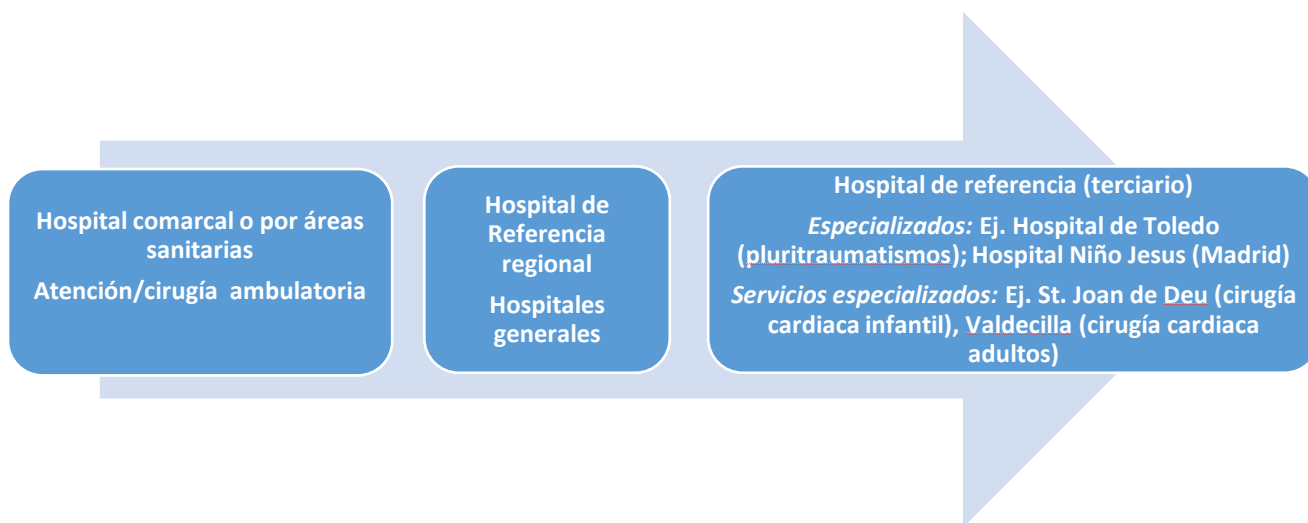 Hospital comarcal o por áreas
sanitarias
Atención/cirugía ambulatoria
Hospital de
Referencia
regional
Hospitales
generales
Hospital de referencia (terciario)
Especializados: Ej. Hospital de Toledo
(pluritraumatismos); Hospital Niño Jesus (Madrid)
Servicios especializados: Ej. St. Joan de Deu (cirugía
cardiaca infantil), Valdecilla (cirugía cardiaca
adultos)